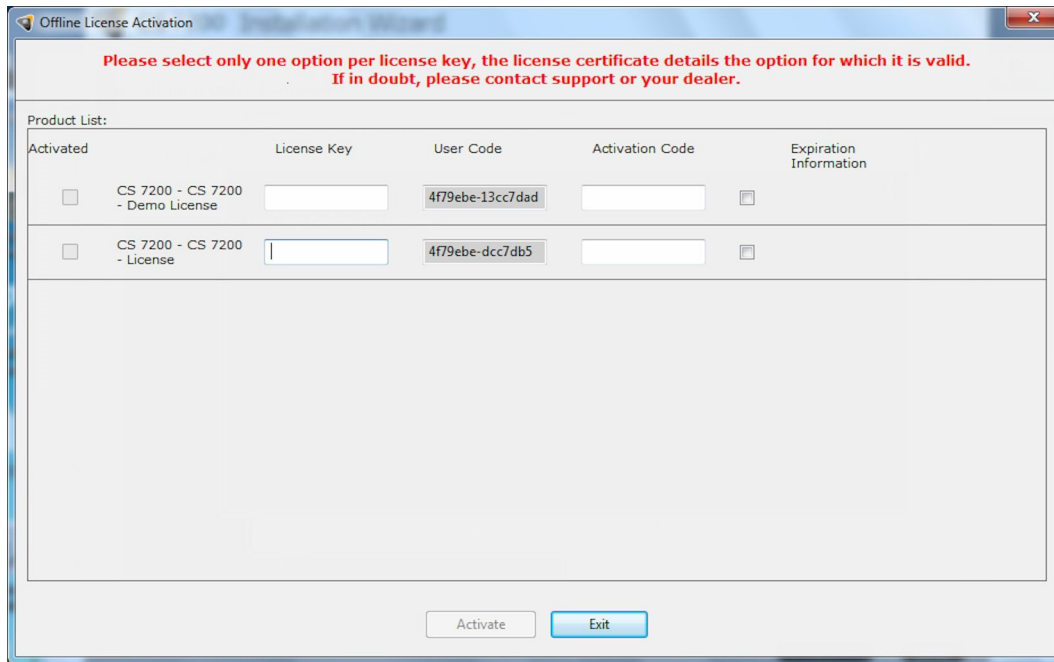 Offline License Activation
Installation Wizard
Please select only one option per license key, the license certificate details the option for which it is valid.
If in doubt, please contact support or your dealer.
Product List:
Activated License Key User Code Activation Code Expiration
Information
CS 7200 - CS 7200
- Demo License
4f79ebe-13cc7dad
CS 7200 - CS 7200
- License
4f79ebe-dcc7db5
Activate Exit